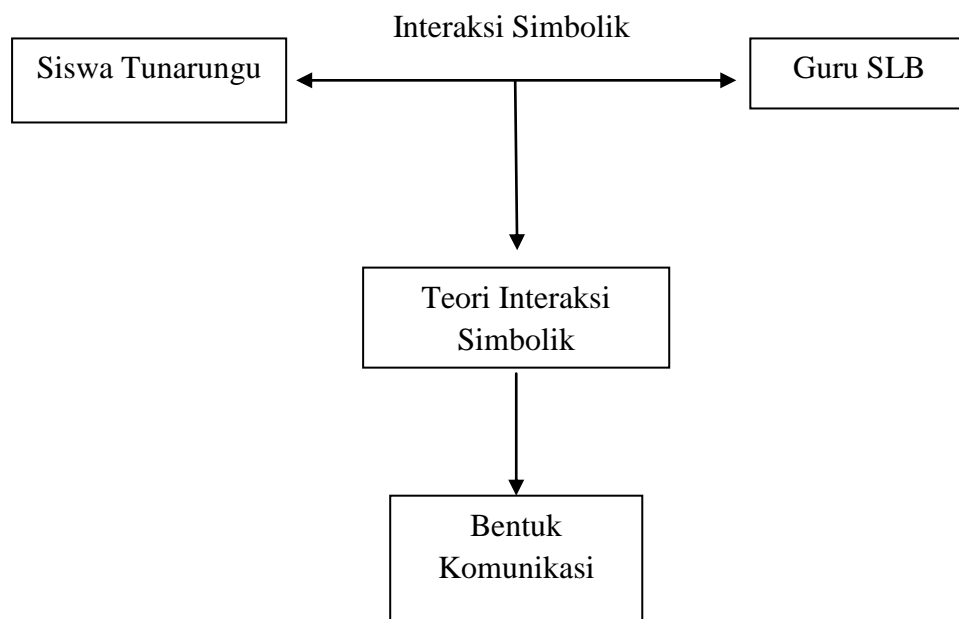 Interaksi Simbolik
Siswa Tunarungu
Guru SLB
Teori Interaksi
Simbolik
Bentuk
Komunikasi